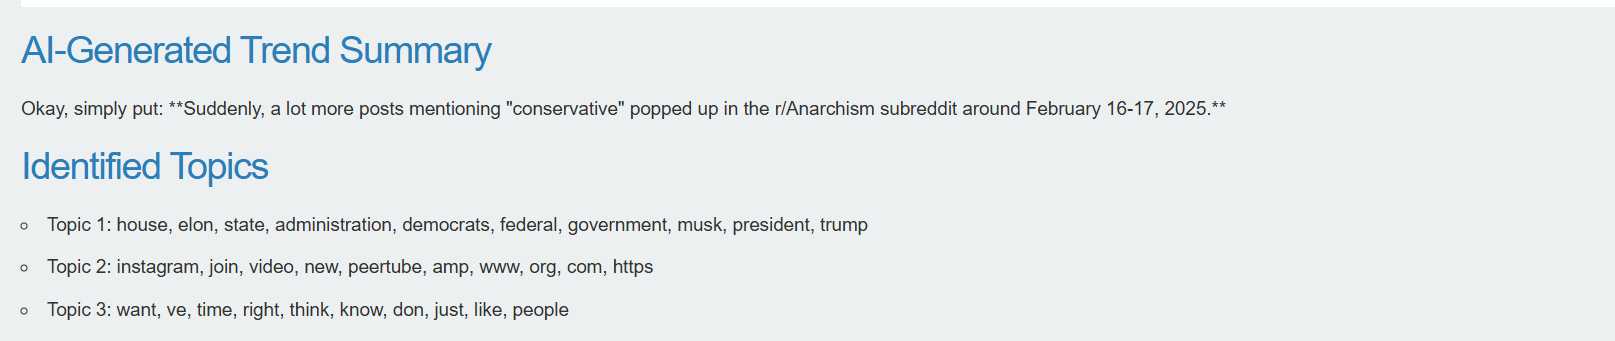 AI-Generated Trend Summary
Okay, simply put: **Suddenly, a lot more posts mentioning "conservative" popped up in the r/Anarchism subreddit around February 16-17, 2025.**
Identified Topics
Topic 1: house, elon, state, administration, democrats, federal, government, musk, president, trump
Topic 2: instagram, join, video, new, peertube, amp, www, org, com, https
Topic 3: want, ve, time, right, think, know, don, just, like, people